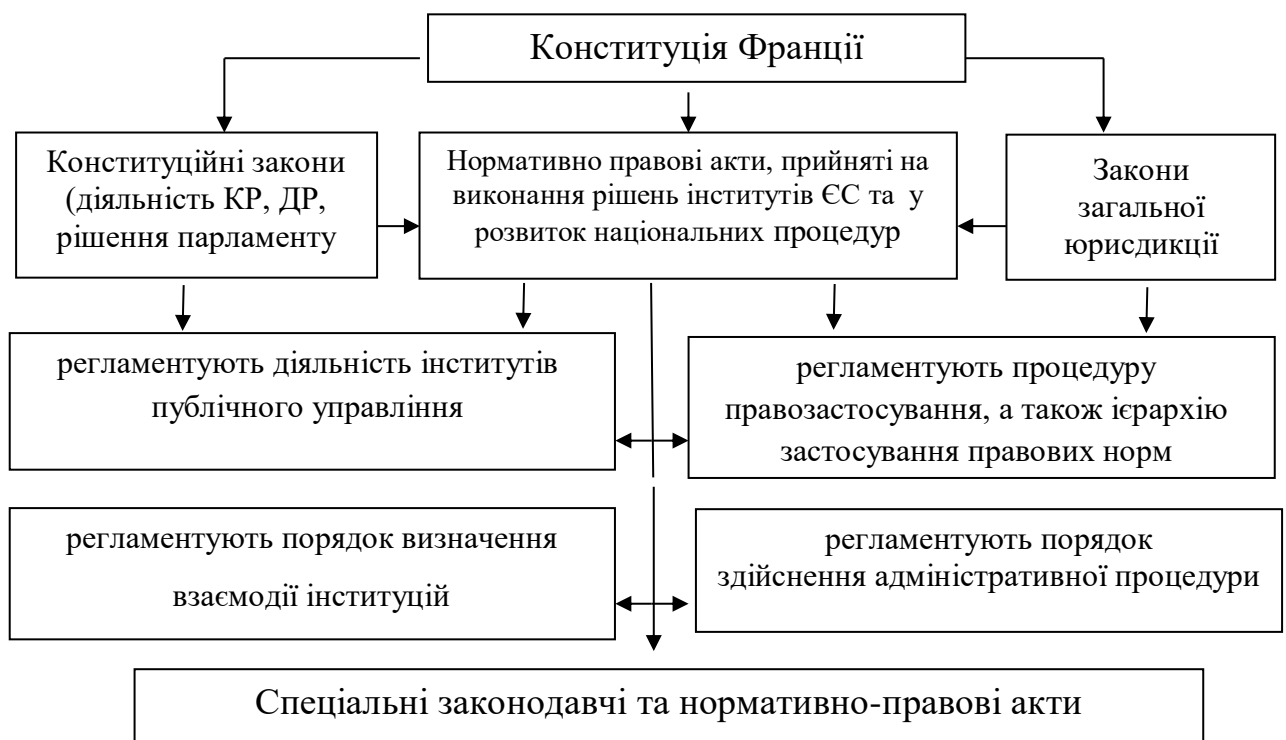 Конституція Франції
Конституційні закони
(діяльність КР, ДР,
рішення парламенту
Нормативно правові акти, прийняті на
виконання рішень інститутів ЄС та у
розвиток національних процедур
Закони
загальної
юрисдикції
регламентують діяльність інститутів
публічного управління
регламентують процедуру
правозастосування, а також ієрархію
застосування правових норм
регламентують порядок визначення
взаємодії інституцій
регламентують порядок
здійснення адміністративної процедури
Спеціальні законодавчі та нормативно-правові акти